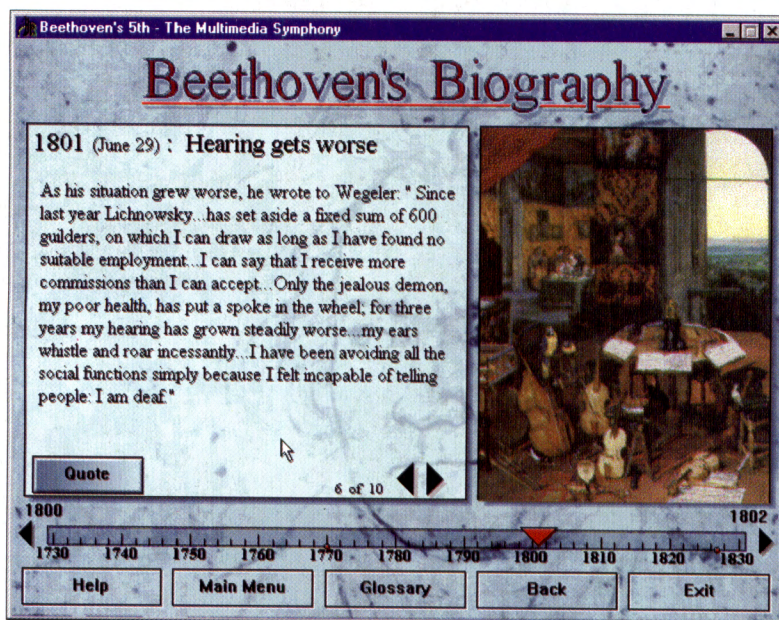 Beethoven's 5th - The Multimedia Symphony
Beethoven's Biography
1801 (June 29) : Hearing gets worse
As his situation grew worse, he wrote to Wegeler: " Since
last year Lichnowsky...has set aside a fixed sum of 600
guilders, on which I can draw as long as I have found no
suitable employment...I can say that I receive more
commissions than I can accept...Only the jealous demon,
my poor health, has put a spoke in the wheel; for three
years my hearing has grown steadily worse...my ears
whistle and roar incessantly...I have been avoiding all the
social functions simply because I felt incapable of telling
people: I am deaf."
Quote
6 of 10
1800 1802
1730 1740 1750 1760 1770 1780 1790 1800 1810 1820 1830
Help Main Menu Glossary Back Exit